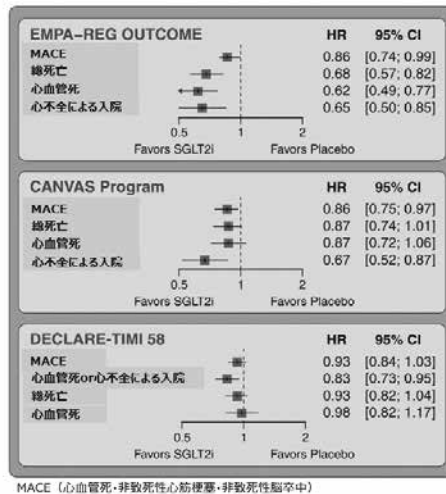 EMPA-REG OUTCOME HR 95% CI
MACE 0.86 [0.74; 0.99]
総死亡 0.68 [0.57; 0.82]
心血管死 0.62 [0.49; 0.77]
心不全による入院 0.65 [0.50; 0.85]
0.5 1 2
Favors SGLT2i Favors Placebo
CANVAS Program HR 95% CI
MACE 0.86 [0.75; 0.97]
総死亡 0.87 [0.74; 1.01]
心血管死 0.87 [0.72; 1.06]
心不全による入院 0.67 [0.52; 0.87]
0.5 1 2
Favors SGLT2i Favors Placebo
DECLARE-TIMI 58 HR 95% CI
MACE 0.93 [0.84; 1.03]
心血管死or心不全による入院 0.83 [0.73; 0.95]
総死亡 0.93 [0.82; 1.04]
心血管死 0.98 [0.82; 1.17]
0.5 1 2
Favors SGLT2i Favors Placebo
MACE（心血管死・非致死性心筋梗塞・非致死性脳卒中）